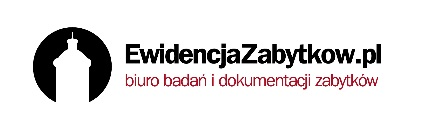 EwidencjaZabytkow.pl
biuro badań i dokumentacji zabytków